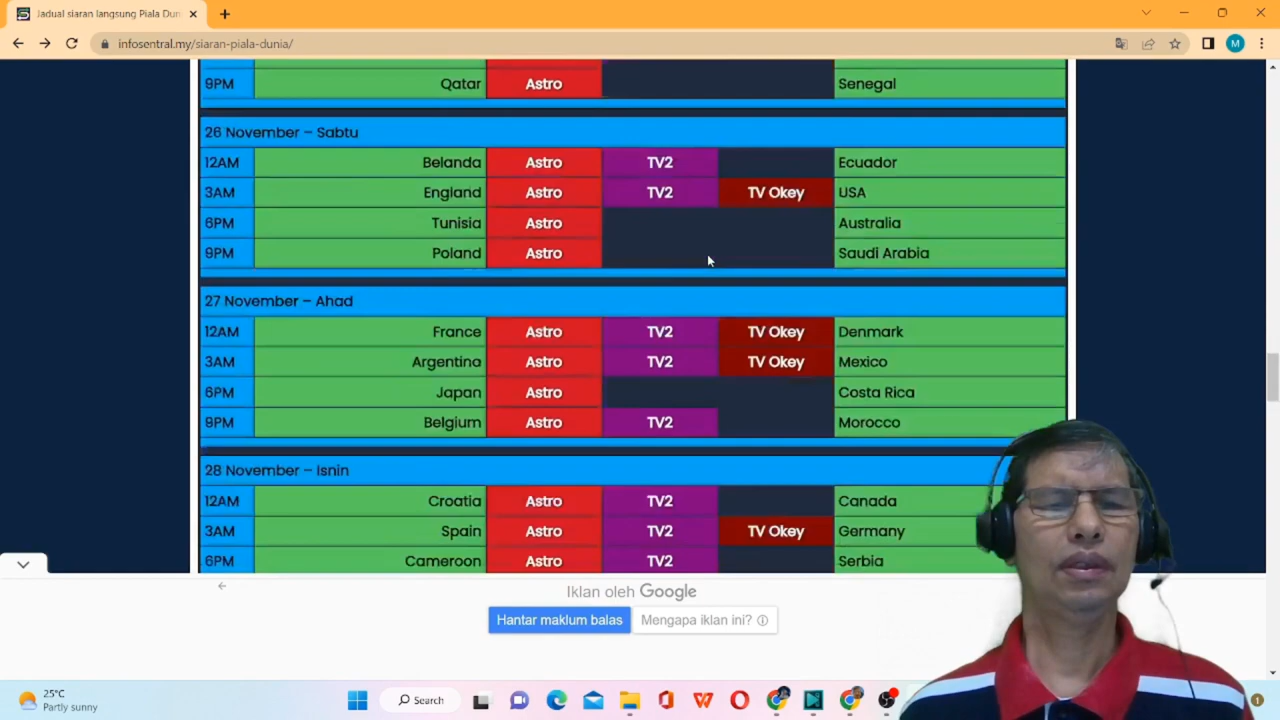 Jadual siaran langsung Piala Dun
infosentral.my/siaran-piala-dunia/
M
9PM Qatar Astro Senegal
26 November – Sabtu
12AM Belanda Astro TV2 Ecuador
3AM England Astro TV2 TV Okey USA
6PM Tunisia Astro Australia
9PM Poland Astro Saudi Arabia
27 November – Ahad
12AM France Astro TV2 TV Okey Denmark
3AM Argentina Astro TV2 TV Okey Mexico
6PM Japan Astro Costa Rica
9PM Belgium Astro TV2 Morocco
28 November – Isnin
12AM Croatia Astro TV2 Canada
3AM Spain Astro TV2 TV Okey Germany
6PM Cameroon Astro TV2 Serbia
Iklan oleh Google
Hantar maklum balas Mengapa iklan ini?
25°C
Partly sunny
Search
1